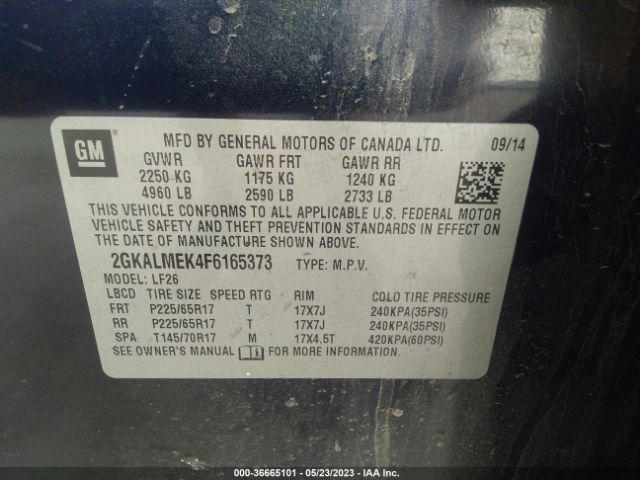 GM
MFD BY GENERAL MOTORS OF CANADA LTD. 09/14
GVWR GAWR FRT GAWR RR
2250 KG 1175 KG 1240 KG
4960 LB 2590 LB 2733 LB
THIS VEHICLE CONFORMS TO ALL APPLICABLE U.S. FEDERAL MOTOR
VEHICLE SAFETY AND THEFT PREVENTION STANDARDS IN EFFECT ON THE
DATE OF MANUFACTURE SHOWN ABOVE.
2GKALMEK4F6165373 TYPE: M.P.V.
MODEL: LF26
LBCD TIRE SIZE SPEED RTG RIM COLD TIRE PRESSURE
FRT P225/65R17 T 17X7J 240KPA(35PSI)
RR P225/65R17 T 17X7J 240KPA(35PSI)
SPA T145/70R17 M 17X4.5T 420KPA(60PSI)
SEE OWNER'S MANUAL FOR MORE INFORMATION.
000-36665101 - 05/23/2023 - IAA Inc.